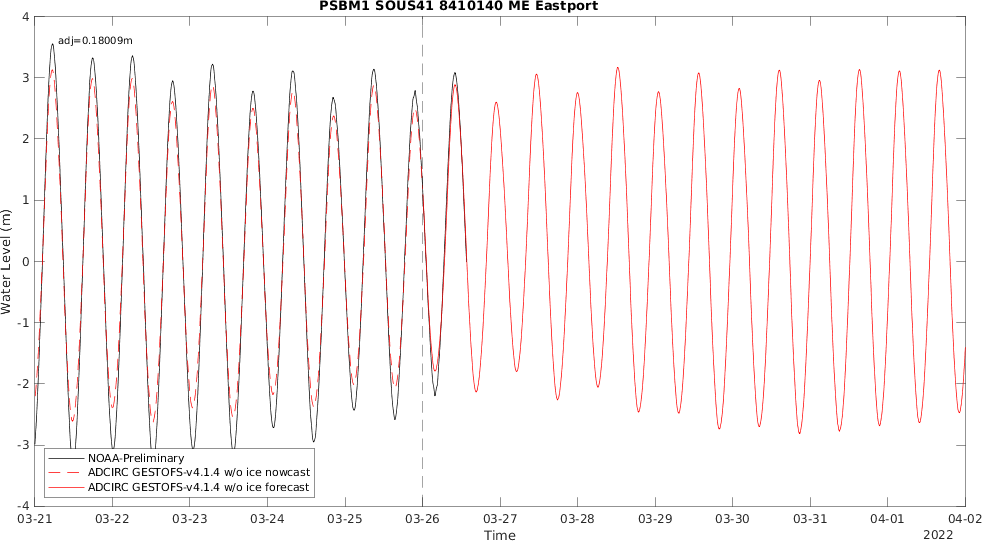 PSBM1 SOUS41 8410140 ME Eastport
adj=0.18009m
4
3
2
1
0
-1
-2
-3
-4
Water Level (m)
NOAA-Preliminary
ADCIRC GESTOFS-v4.1.4 w/o ice nowcast
ADCIRC GESTOFS-v4.1.4 w/o ice forecast
03-21 03-22 03-23 03-24 03-25 03-26 03-27 03-28 03-29 03-30 03-31 04-01 04-02
Time
2022